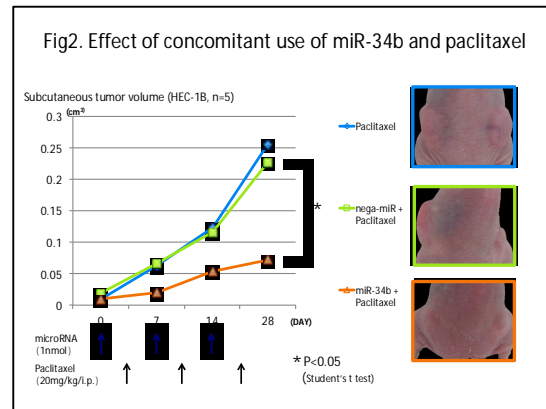 Fig2. Effect of concomitant use of miR-34b and paclitaxel
Subcutaneous tumor volume (HEC-1B, n=5)
(cm³)
0.3
0.25
0.2
0.15
0.1
0.05
0
0 7 14 28 (DAY)
*
Paclitaxel
nega-miR +
Paclitaxel
miR-34b +
Paclitaxel
microRNA
(1nmol)
Paclitaxel
(20mg/kg/i.p.)
* P<0.05
(Student's t test)